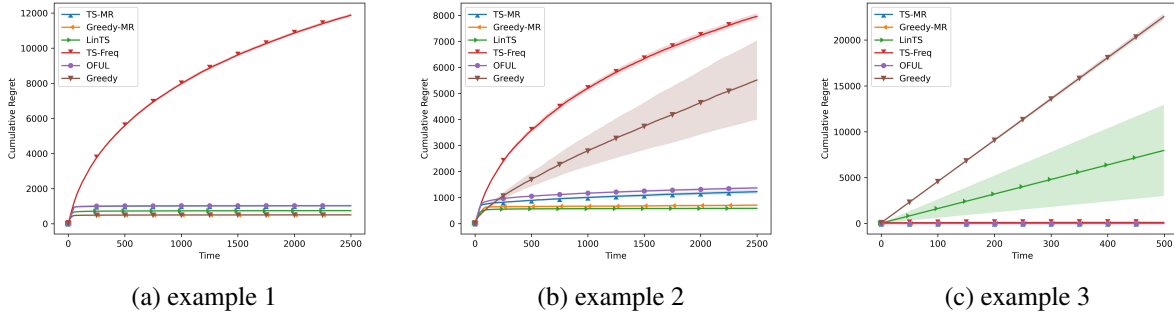 12000
10000
8000
6000
4000
2000
0
Cumulative Regret
TS-MR
Greedy-MR
LinTS
TS-Freq
OFUL
Greedy
0 500 1000 1500 2000 2500
Time
(a) example 1
8000
7000
6000
5000
4000
3000
2000
1000
0
Cumulative Regret
TS-MR
Greedy-MR
LinTS
TS-Freq
OFUL
Greedy
0 500 1000 1500 2000 2500
Time
(b) example 2
20000
15000
10000
5000
0
Cumulative Regret
TS-MR
Greedy-MR
LinTS
TS-Freq
OFUL
Greedy
0 100 200 300 400 500
Time
(c) example 3